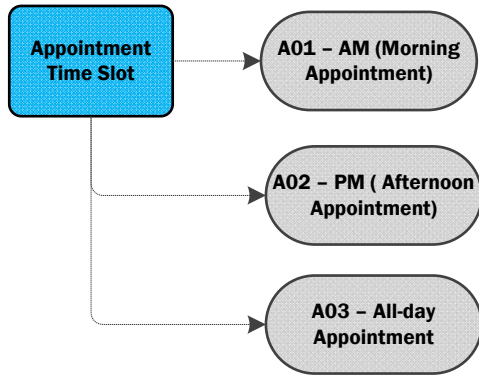 Appointment
Time Slot
A01 – AM (Morning
Appointment)
A02 – PM ( Afternoon
Appointment)
A03 – All-day
Appointment